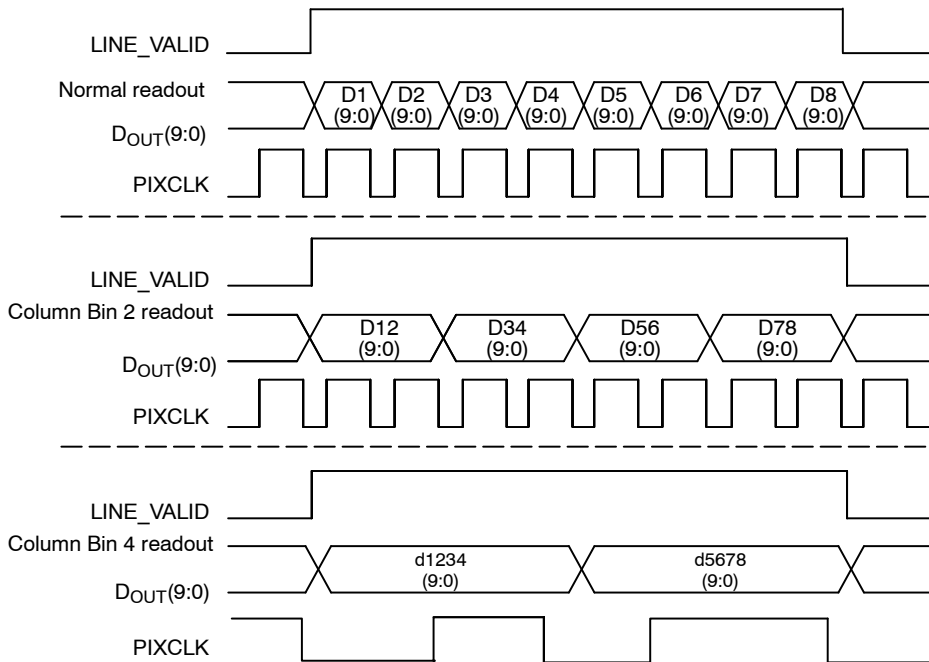 LINE_VALID
Normal readout
D1 D2 D3 D4 D5 D6 D7 D8
(9:0) (9:0) (9:0) (9:0) (9:0) (9:0) (9:0) (9:0)
DOUT(9:0)
PIXCLK
LINE_VALID
Column Bin 2 readout
D12 D34 D56 D78
(9:0) (9:0) (9:0) (9:0)
DOUT(9:0)
PIXCLK
LINE_VALID
Column Bin 4 readout
d1234 d5678
(9:0) (9:0)
DOUT(9:0)
PIXCLK